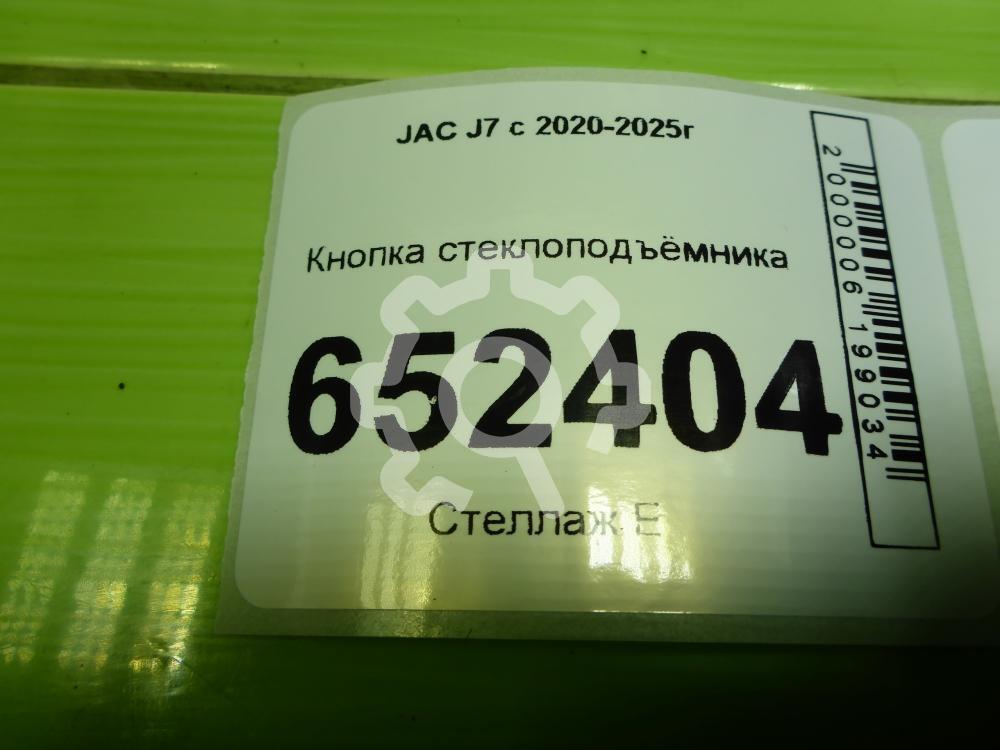 JAC J7 с 2020-2025г
Кнопка стеклоподъёмника
652404
Стеллаж Е
2000006199034